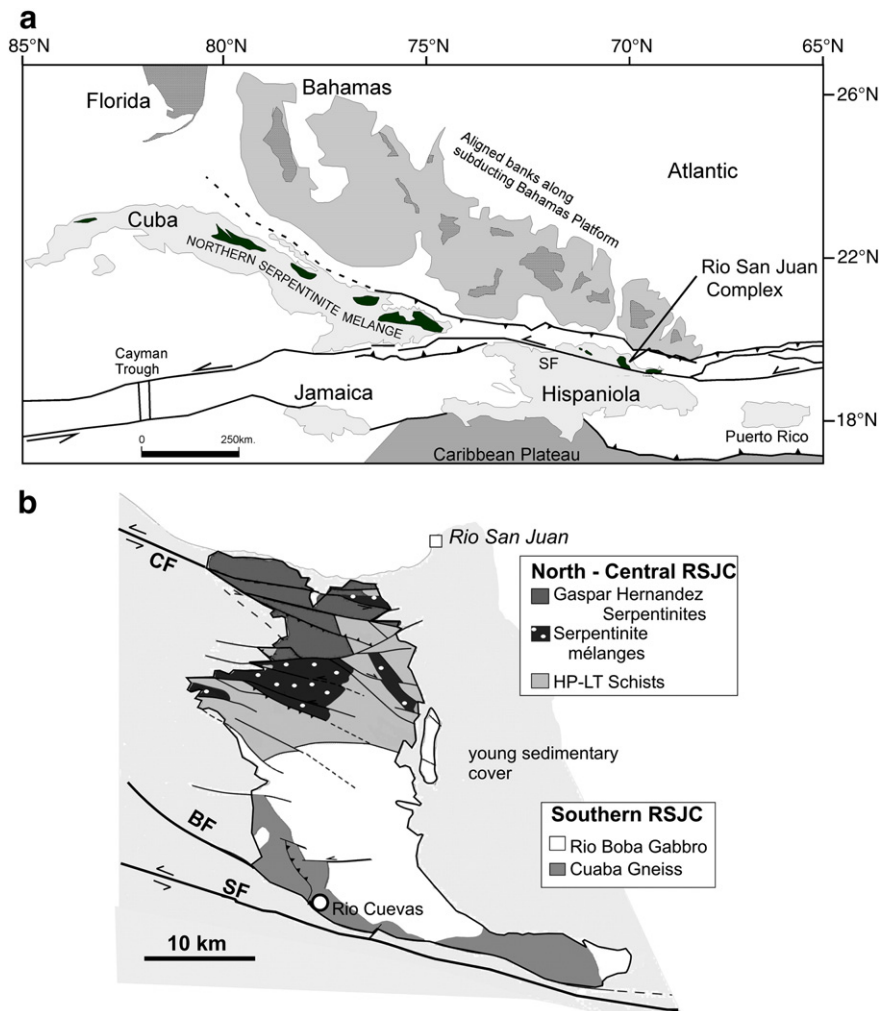 a
85°N
80°N
75°N
70°N
65°N
Florida
Bahamas
26°N
Aligned banks along
subducting Bahamas Platform
Atlantic
Cuba
NORTHERN SERPENTINITE MELANGE
22°N
Rio San Juan
Complex
Cayman
Trough
SF
Jamaica
Hispaniola
18°N
0
250km.
Puerto Rico
Caribbean Plateau
b
Rio San Juan
CF
North - Central RSJC
Gaspar Hernandez
Serpentinites
Serpentinite
mélanges
HP-LT Schists
young sedimentary
cover
Southern RSJC
Rio Boba Gabbro
Cuaba Gneiss
BF
SF
Rio Cuevas
10 km